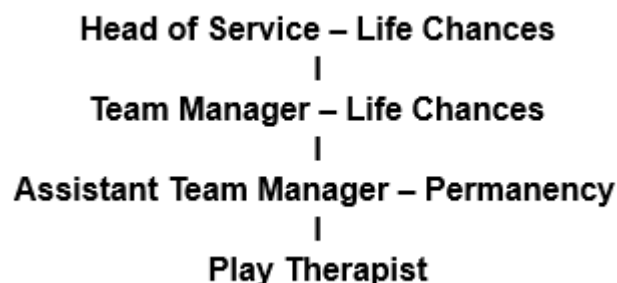 Head of Service – Life Chances
|
Team Manager – Life Chances
|
Assistant Team Manager – Permanency
|
Play Therapist